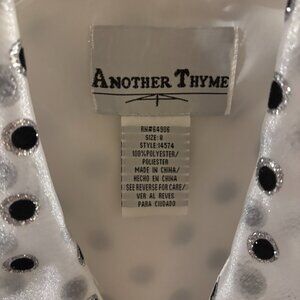 ANOTHER THYME
RN#64906
SIZE: 8
STYLE:14574
100%POLYESTER/
POLIESTER
MADE IN CHINA/
HECHO EN CHINA
SEE REVERSE FOR CARE/
VER AL REVES
PARA CUIDADO